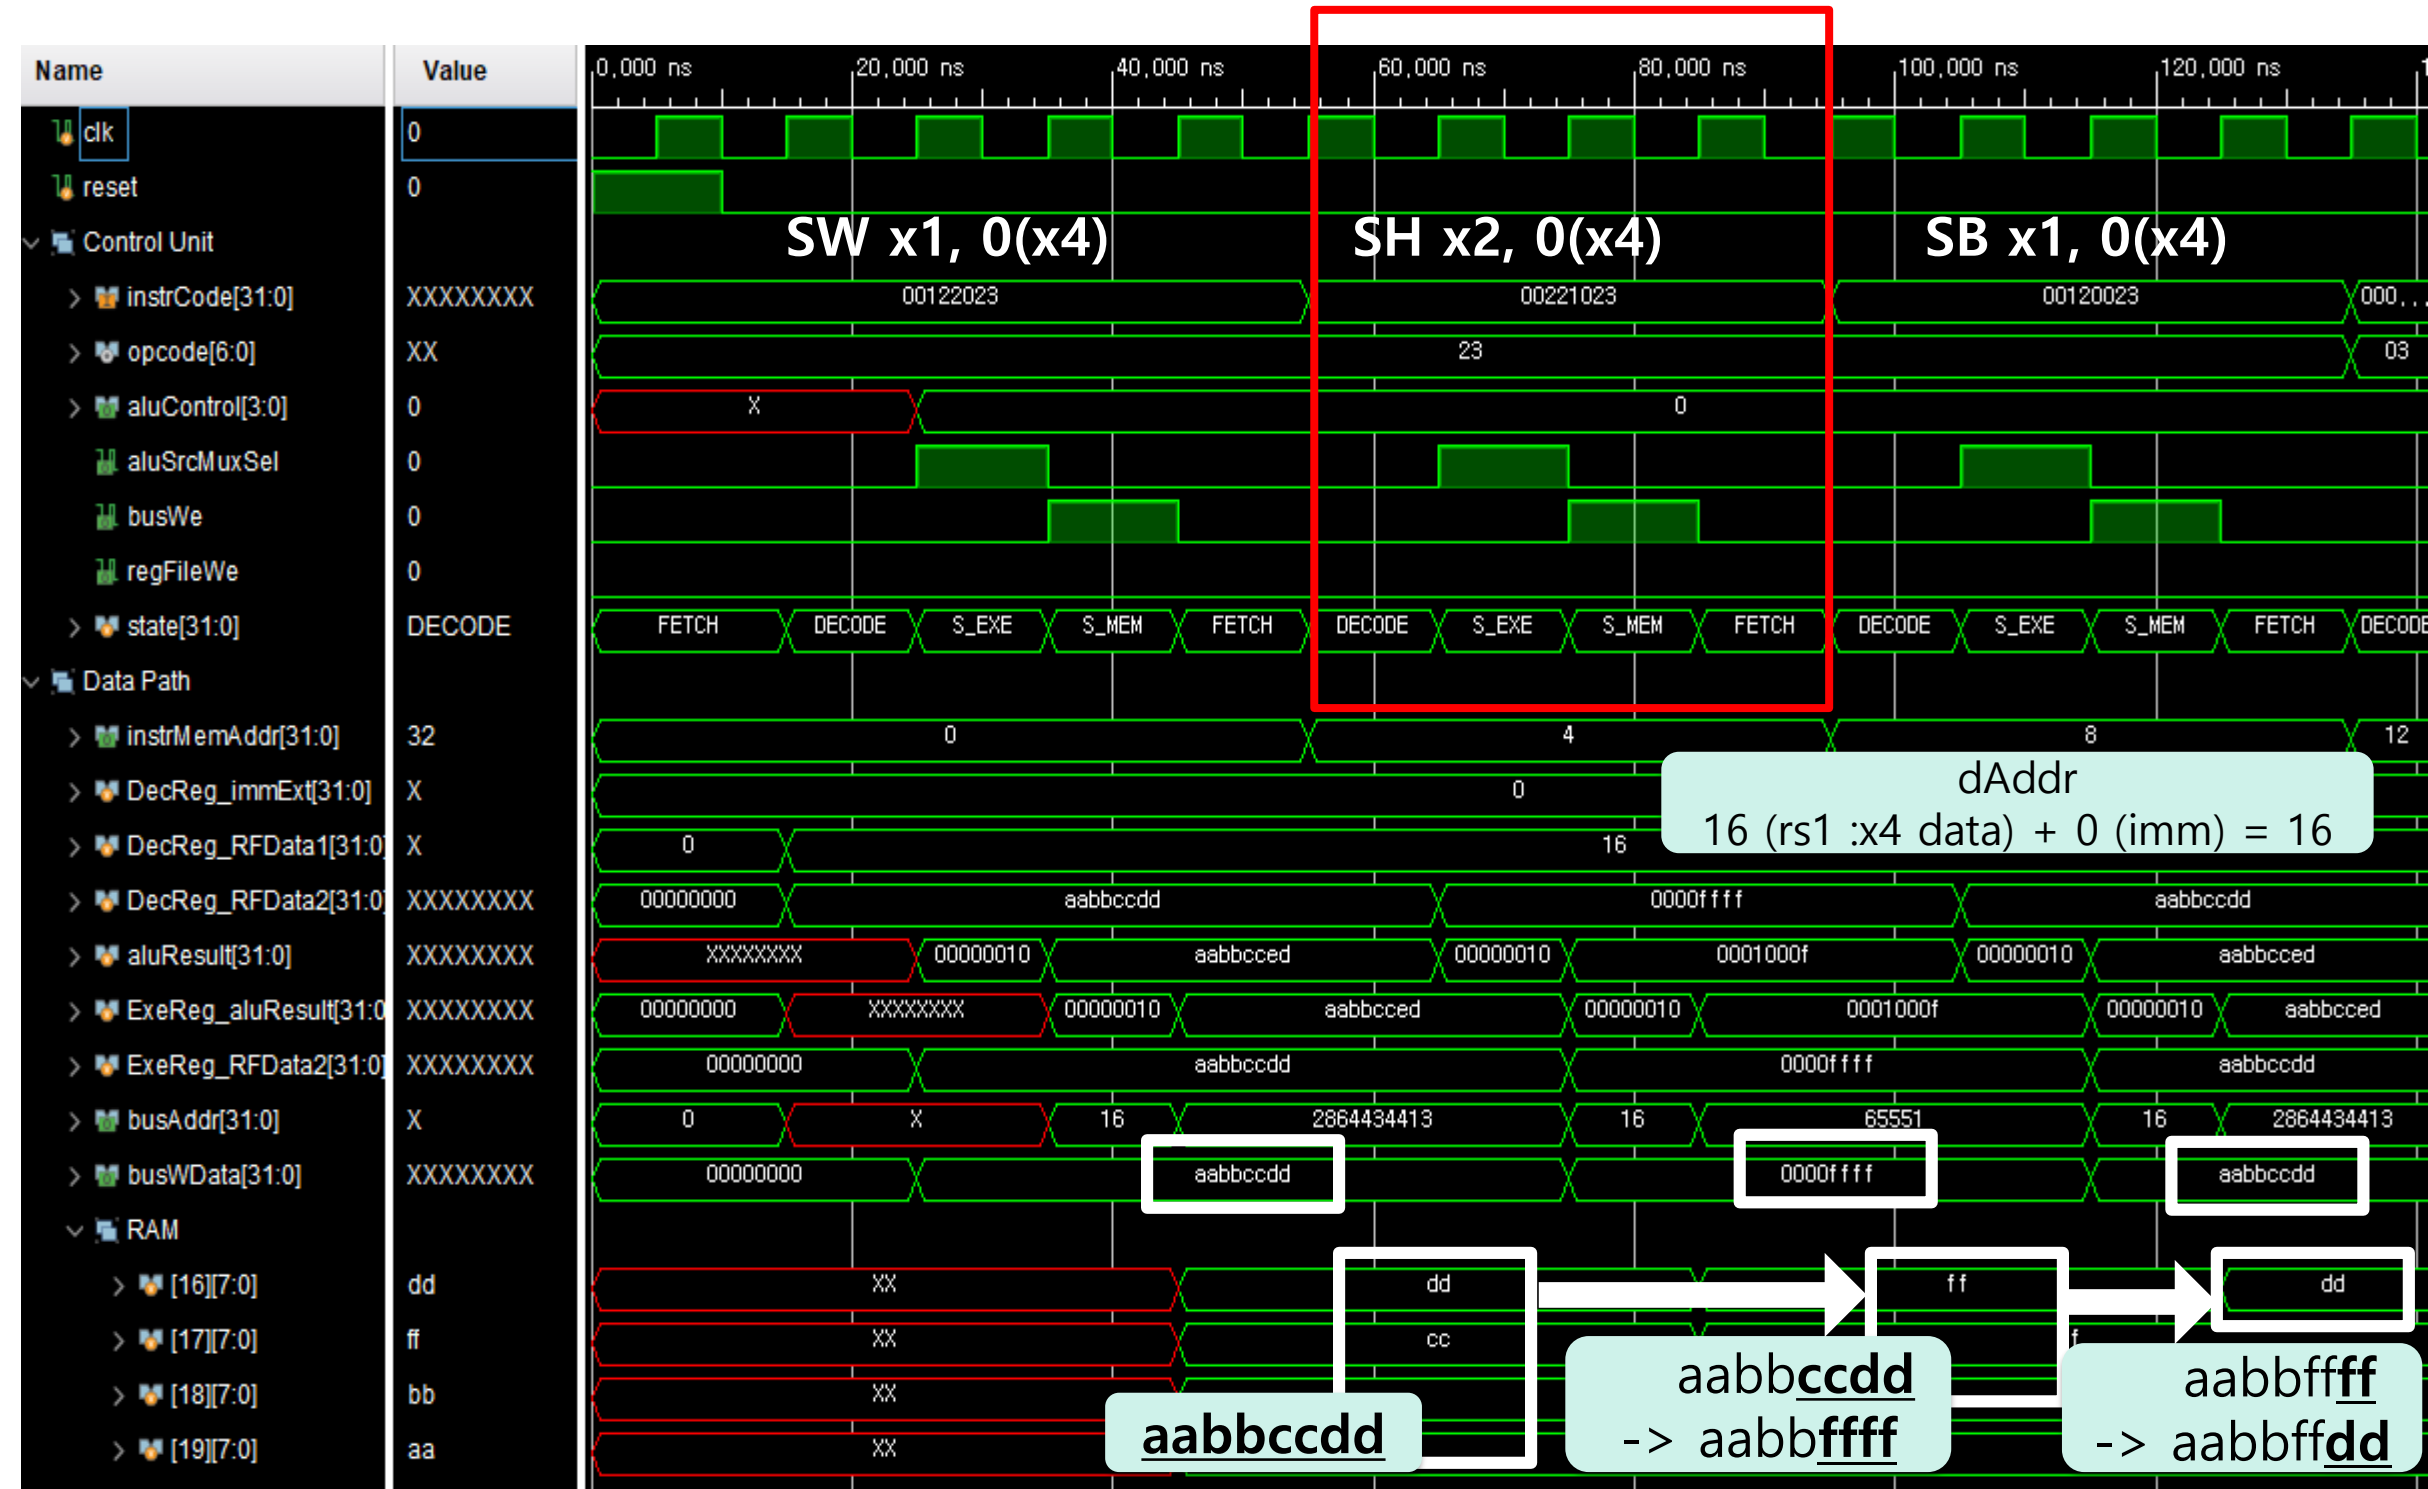 Name Value 0,000 ns 20,000 ns 40,000 ns 60,000 ns 80,000 ns 100,000 ns 120,000 ns 1
clk 0
reset 0
SW x1, 0(x4) SH x2, 0(x4) SB x1, 0(x4)
Control Unit
instrCode[31:0] XXXXXXXX 00122023 00221023 00120023 000...
opcode[6:0] XX 23 03
aluControl[3:0] 0 X 0
aluSrcMuxSel 0
busWe 0
regFileWe 0
state[31:0] DECODE FETCH DECODE S_EXE S_MEM FETCH DECODE S_EXE S_MEM FETCH DECODE S_EXE S_MEM FETCH DECODE
Data Path
instrMemAddr[31:0] 32 0 4 8 12
dAddr
DecReg_immExt[31:0] X 0
16 (rs1 :x4 data) + 0 (imm) = 16
DecReg_RFData1[31:0] X 0 16
DecReg_RFData2[31:0] XXXXXXXX 00000000 aabbccdd 0000ffff aabbccdd
aluResult[31:0] XXXXXXXX XXXXXXXX 00000010 aabbcced 00000010 0001000f 00000010 aabbcced
ExeReg_aluResult[31:0 XXXXXXXX 00000000 XXXXXXXX 00000010 aabbcced 00000010 0001000f 00000010 aabbcced
ExeReg_RFData2[31:0] XXXXXXXX 00000000 aabbccdd 0000ffff aabbccdd
busAddr[31:0] X 0 X 16 2864434413 16 65551 16 2864434413
busWData[31:0] XXXXXXXX 00000000 aabbccdd 0000ffff aabbccdd
RAM
[16][7:0] dd XX dd ff dd
[17][7:0] ff XX cc f
[18][7:0] bb XX
[19][7:0] aa XX
aabbccdd
aabbccdd
-> aabbffff
aabbffff
-> aabbffdd